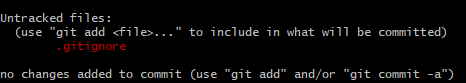 Untracked files:
  (use "git add <file>..." to include in what will be committed)
        .gitignore
no changes added to commit (use "git add" and/or "git commit -a")